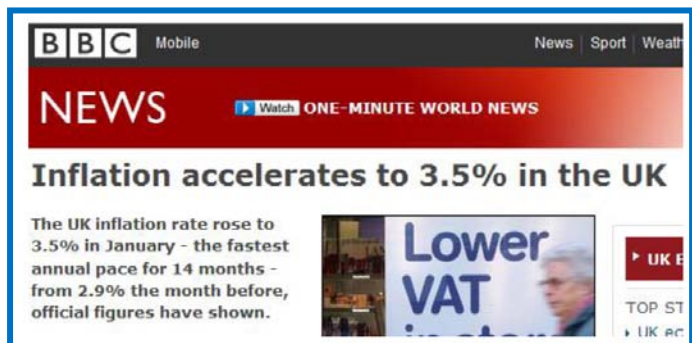 BBC Mobile News Sport Weath
NEWS Watch ONE-MINUTE WORLD NEWS
Inflation accelerates to 3.5% in the UK
The UK inflation rate rose to
3.5% in January - the fastest
annual pace for 14 months -
from 2.9% the month before,
official figures have shown.
Lower
VAT
in store
UK E
TOP ST
UK ec